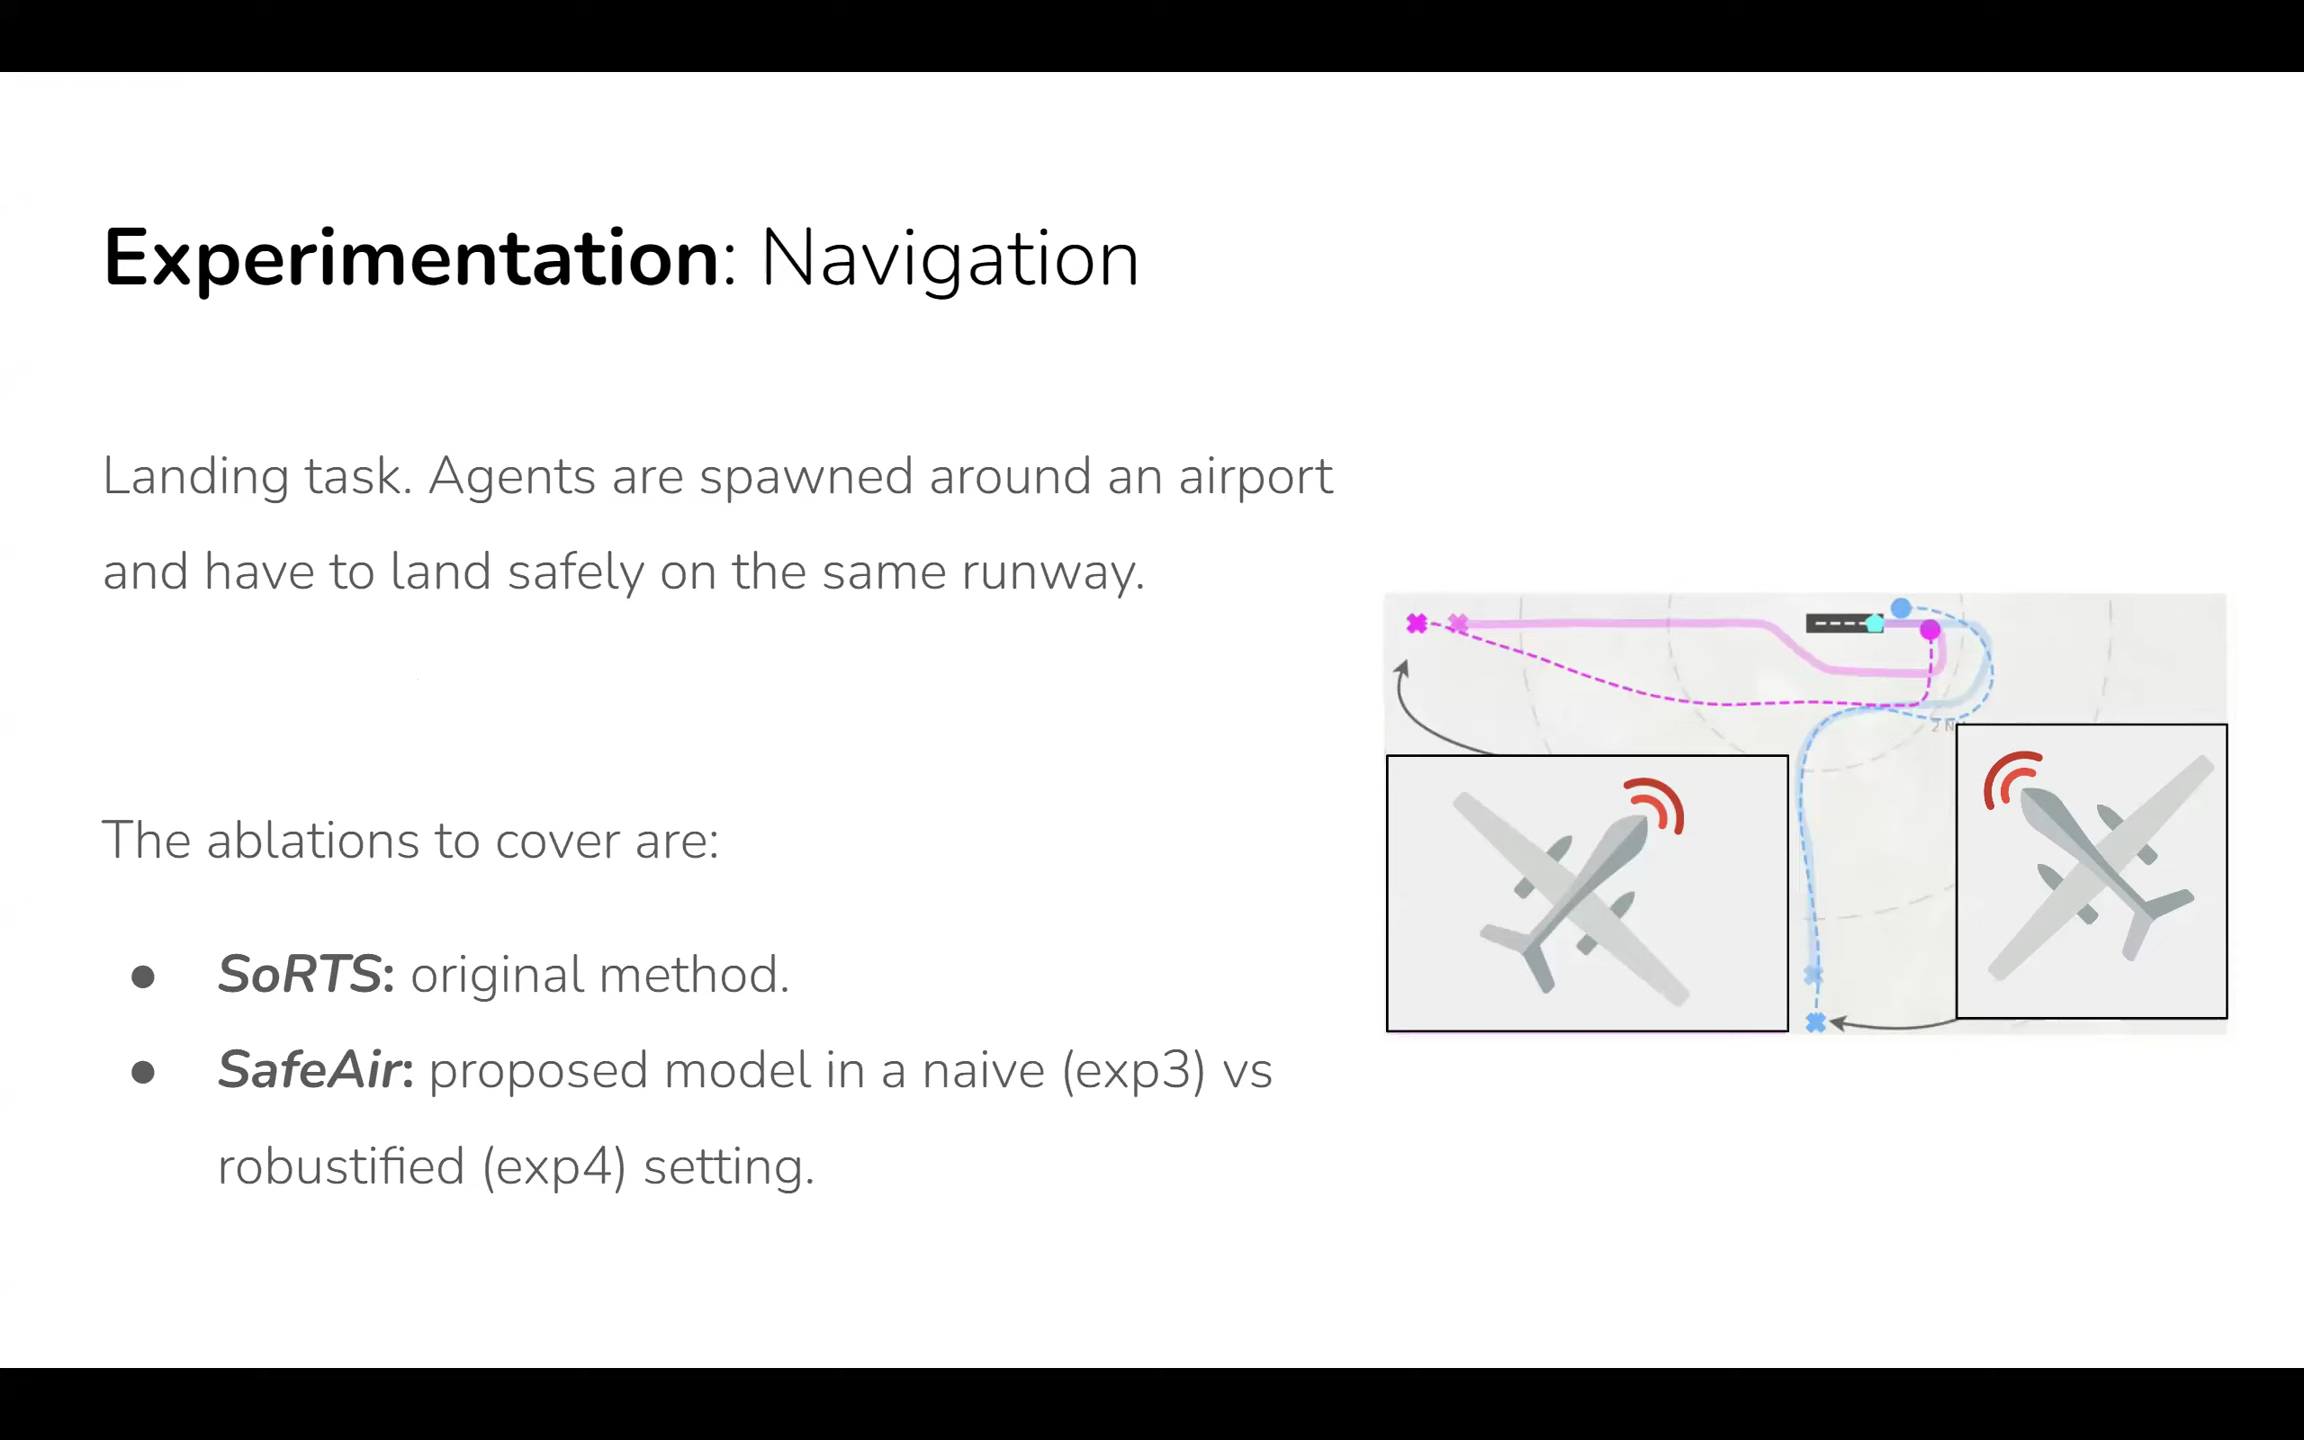 Experimentation: Navigation
Landing task. Agents are spawned around an airport
and have to land safely on the same runway.
The ablations to cover are:
● SoRTS: original method.
● SafeAir: proposed model in a naive (exp3) vs
robustified (exp4) setting.
2 N